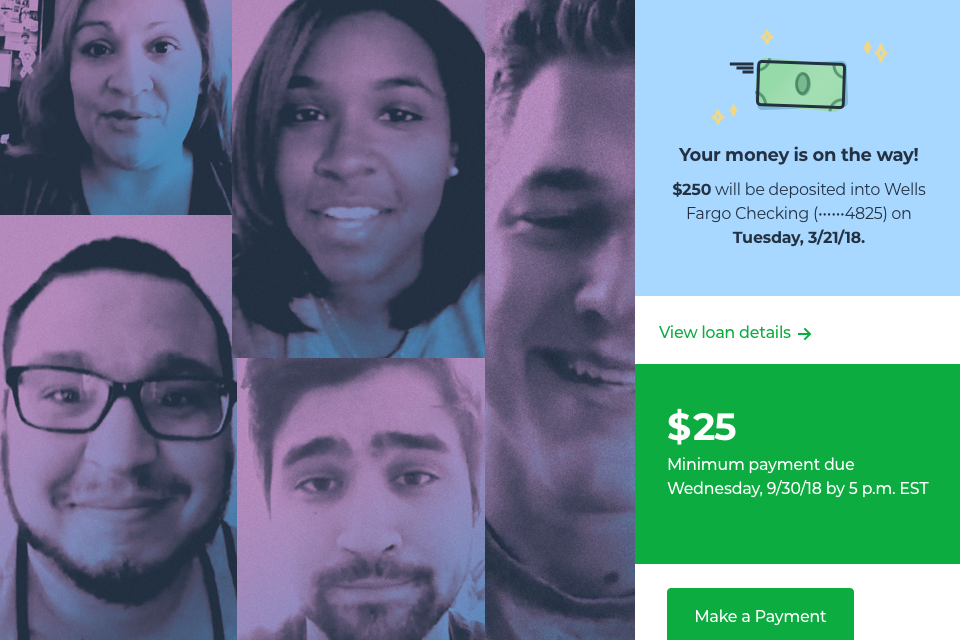 Your money is on the way!
$250 will be deposited into Wells
Fargo Checking (······4825) on
Tuesday, 3/21/18.
View loan details →
$25
Minimum payment due
Wednesday, 9/30/18 by 5 p.m. EST
Make a Payment